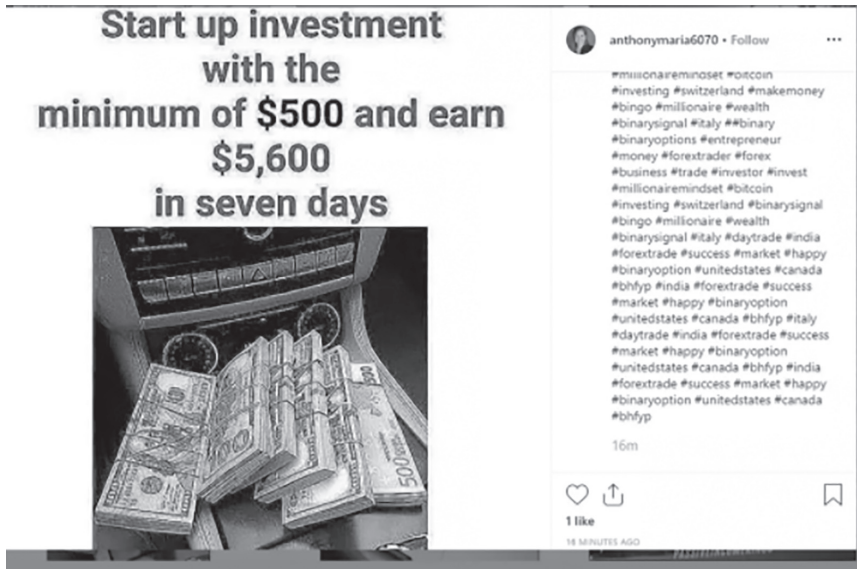 Start up investment
with the
minimum of $500 and earn
$5,600
in seven days
anthonymaria6070 • Follow
#millionairemindset #bitcoin
#investing #switzerland #makemoney
#bingo #millionaire #wealth
#binarysignal #italy ##binary
#binaryoptions #entrepreneur
#money #forextrader #forex
#business #trade #investor #invest
#millionairemindset #bitcoin
#investing #switzerland #binarysignal
#bingo #millionaire #wealth
#binarysignal #italy #daytrade #india
#forextrade #success #market #happy
#binaryoption #unitedstates #canada
#bhfyp #india #forextrade #success
#market #happy #binaryoption
#unitedstates #canada #bhfyp #italy
#daytrade #india #forextrade #success
#market #happy #binaryoption
#unitedstates #canada #bhfyp #india
#forextrade #success #market #happy
#binaryoption #unitedstates #canada
#bhfyp
16m
1 like
18 MINUTES AGO
500